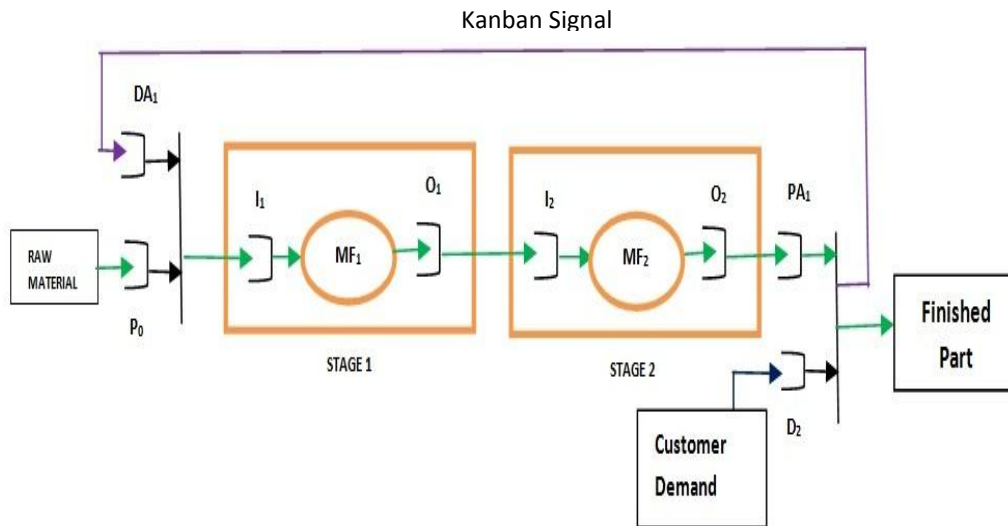 Kanban Signal
DA₁
I₁
O₁
I₂
O₂
PA₁
MF₁
MF₂
RAW
MATERIAL
P₀
Finished
Part
STAGE 1
STAGE 2
D₂
Customer
Demand